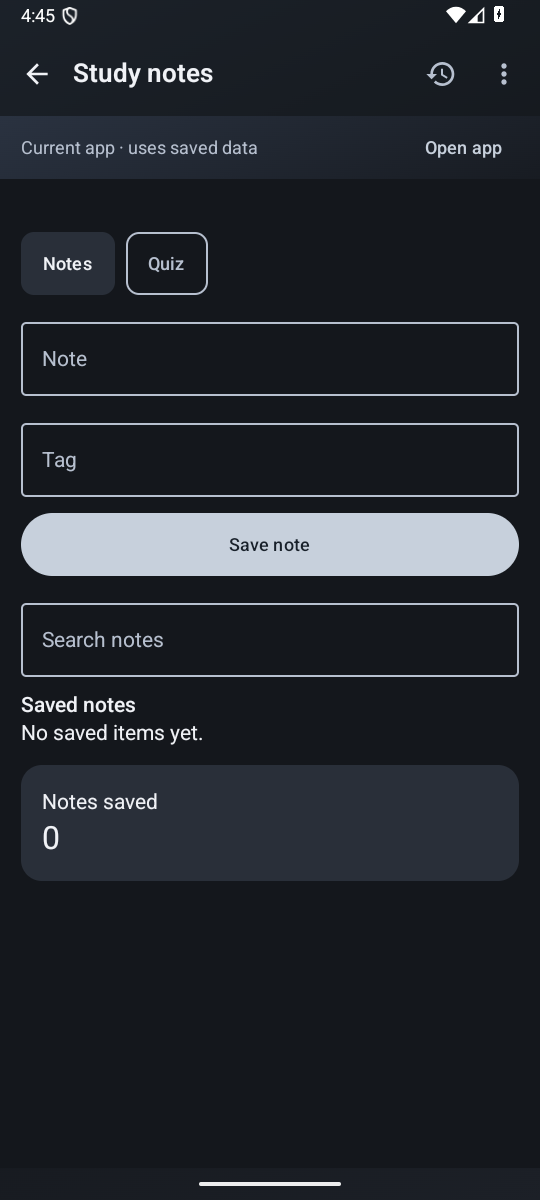 4:45
Study notes
Current app · uses saved data
Open app
Notes
Quiz
Note
Tag
Save note
Search notes
Saved notes
No saved items yet.
Notes saved
0